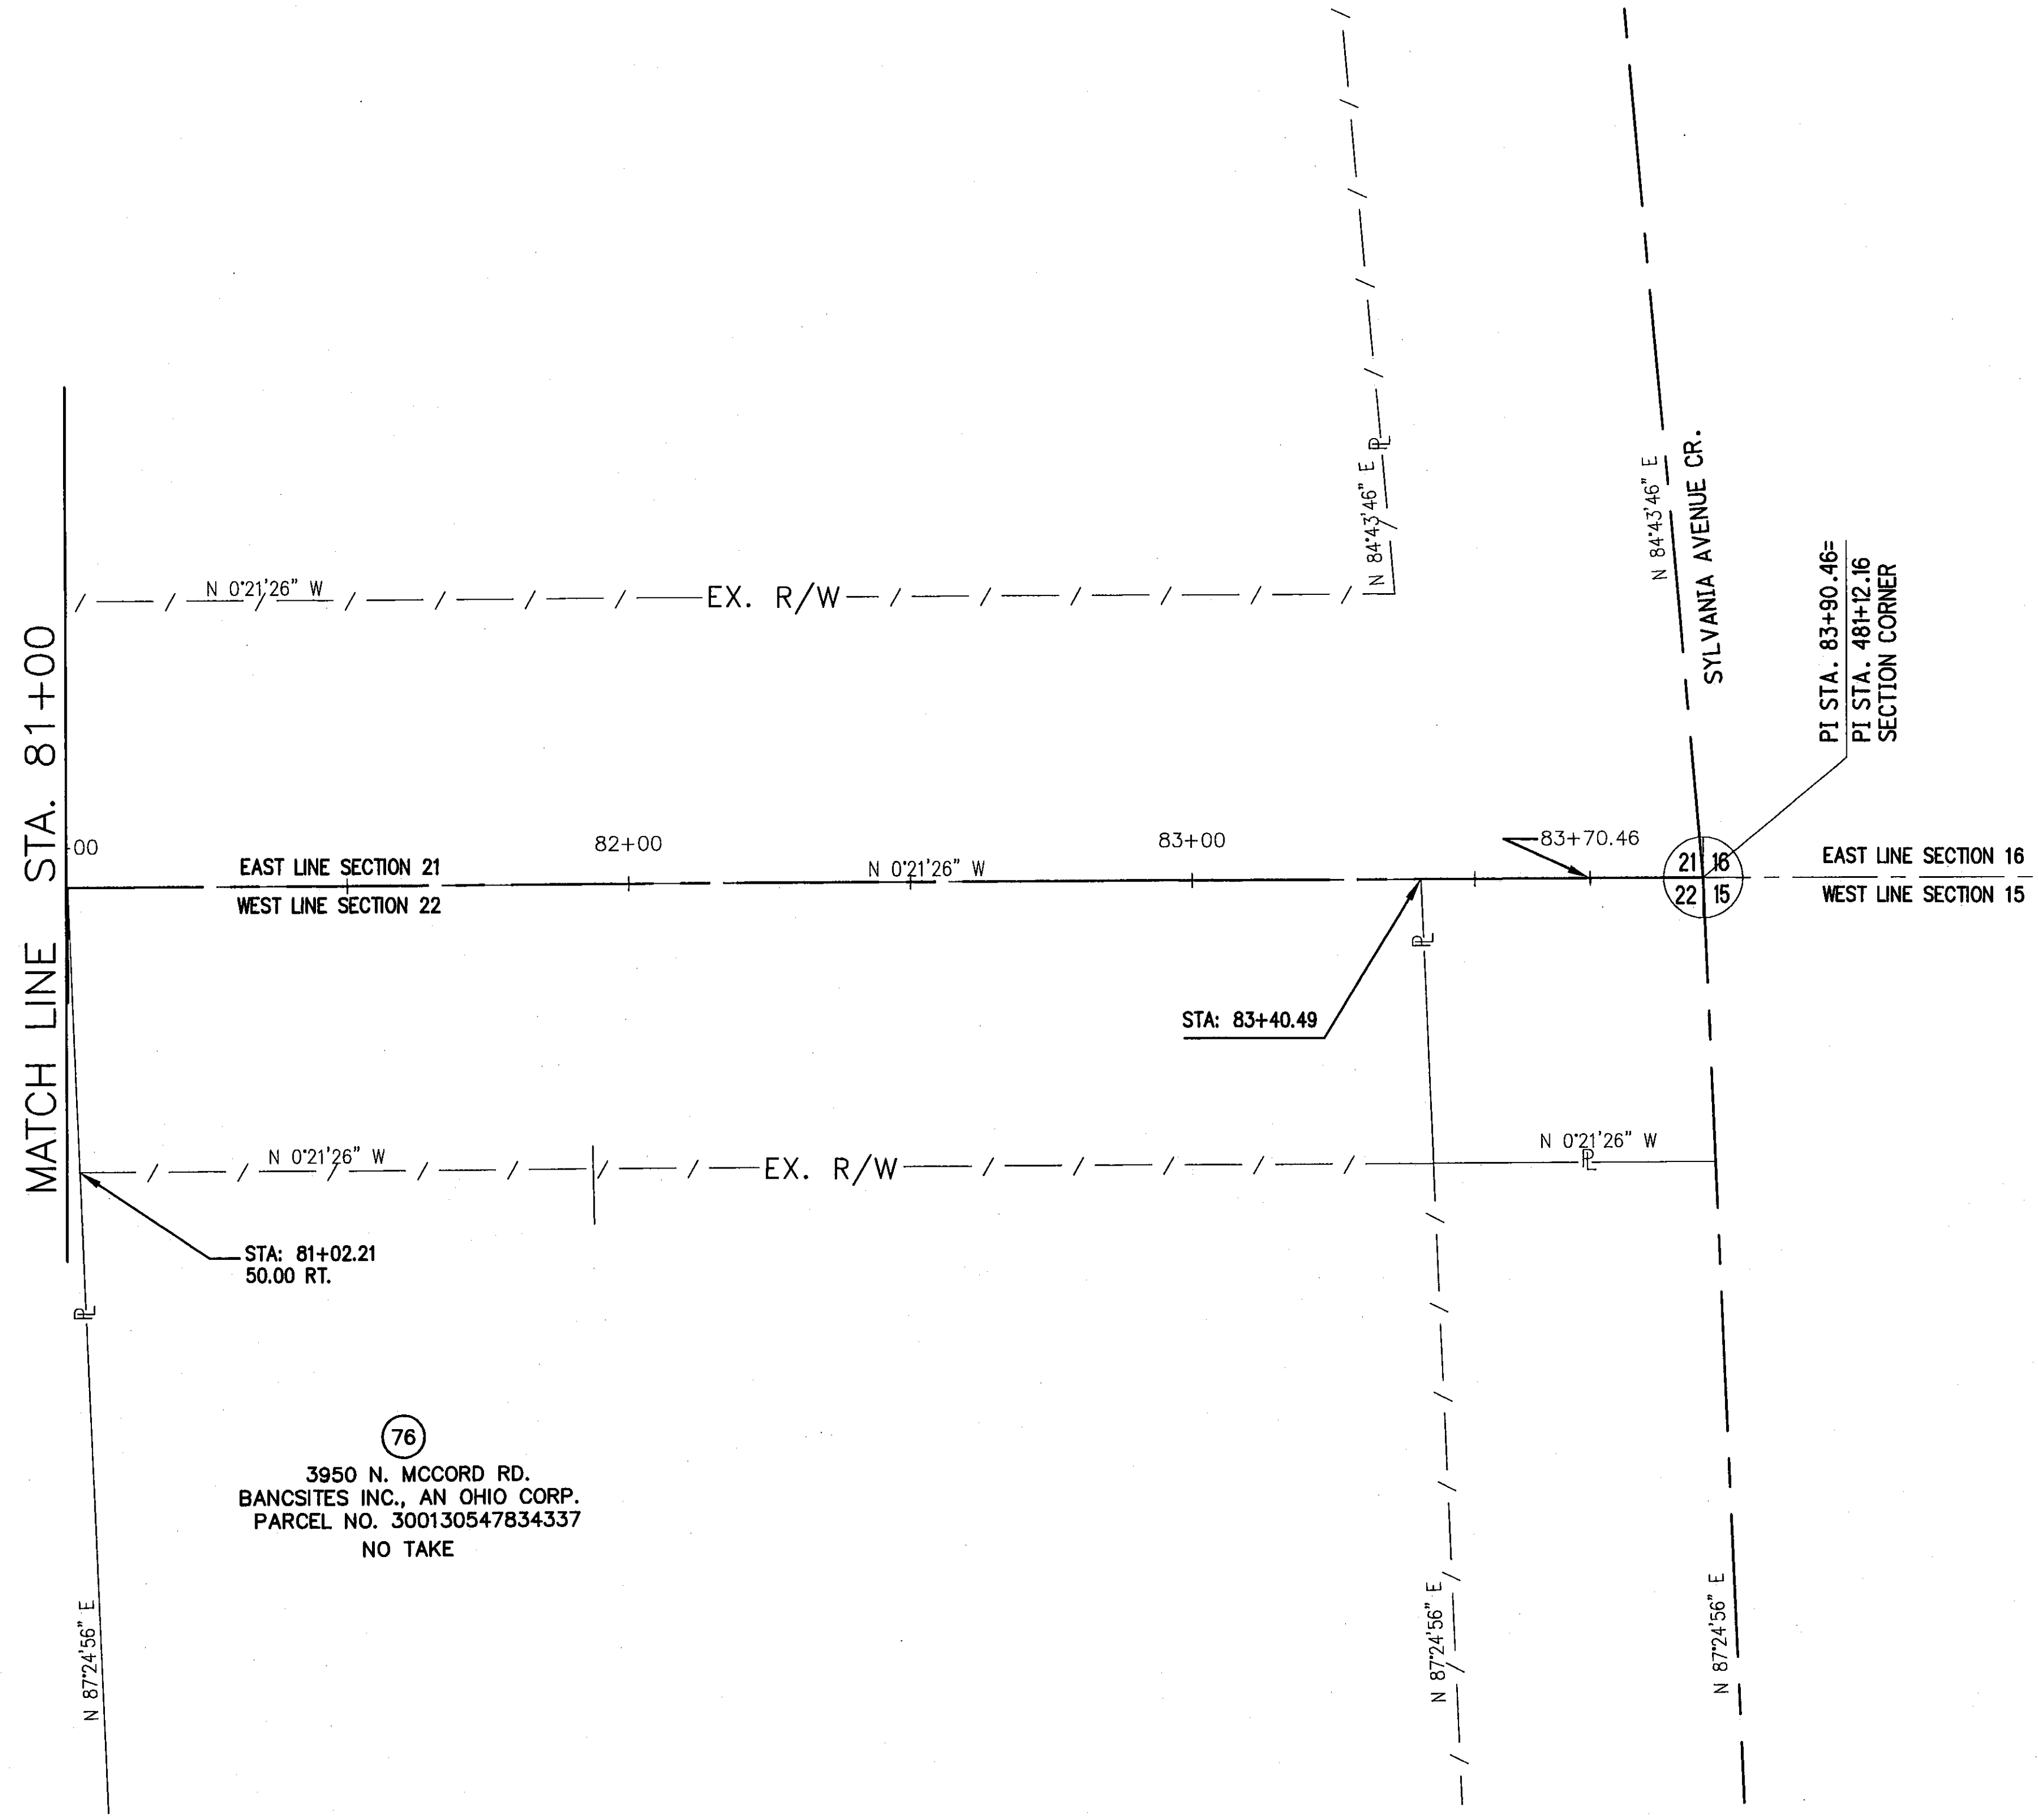 MATCH LINE STA. 81+00
N 0°21'26" W
EX. R/W
N 84°43'46" E
PL
N 84°43'46" E
SYLVANIA AVENUE CR.
PI STA. 83+90.46=
PI STA. 481+12.16
SECTION CORNER
00
82+00
83+00
83+70.46
EAST LINE SECTION 21
WEST LINE SECTION 22
N 0°21'26" W
21 16
22 15
EAST LINE SECTION 16
WEST LINE SECTION 15
PL
STA: 83+40.49
N 0°21'26" W
EX. R/W
N 0°21'26" W
PL
STA: 81+02.21
50.00 RT.
PL
76
3950 N. MCCORD RD.
BANCSITES INC., AN OHIO CORP.
PARCEL NO. 300130547834337
NO TAKE
N 87°24'56" E
N 87°24'56" E
N 87°24'56" E